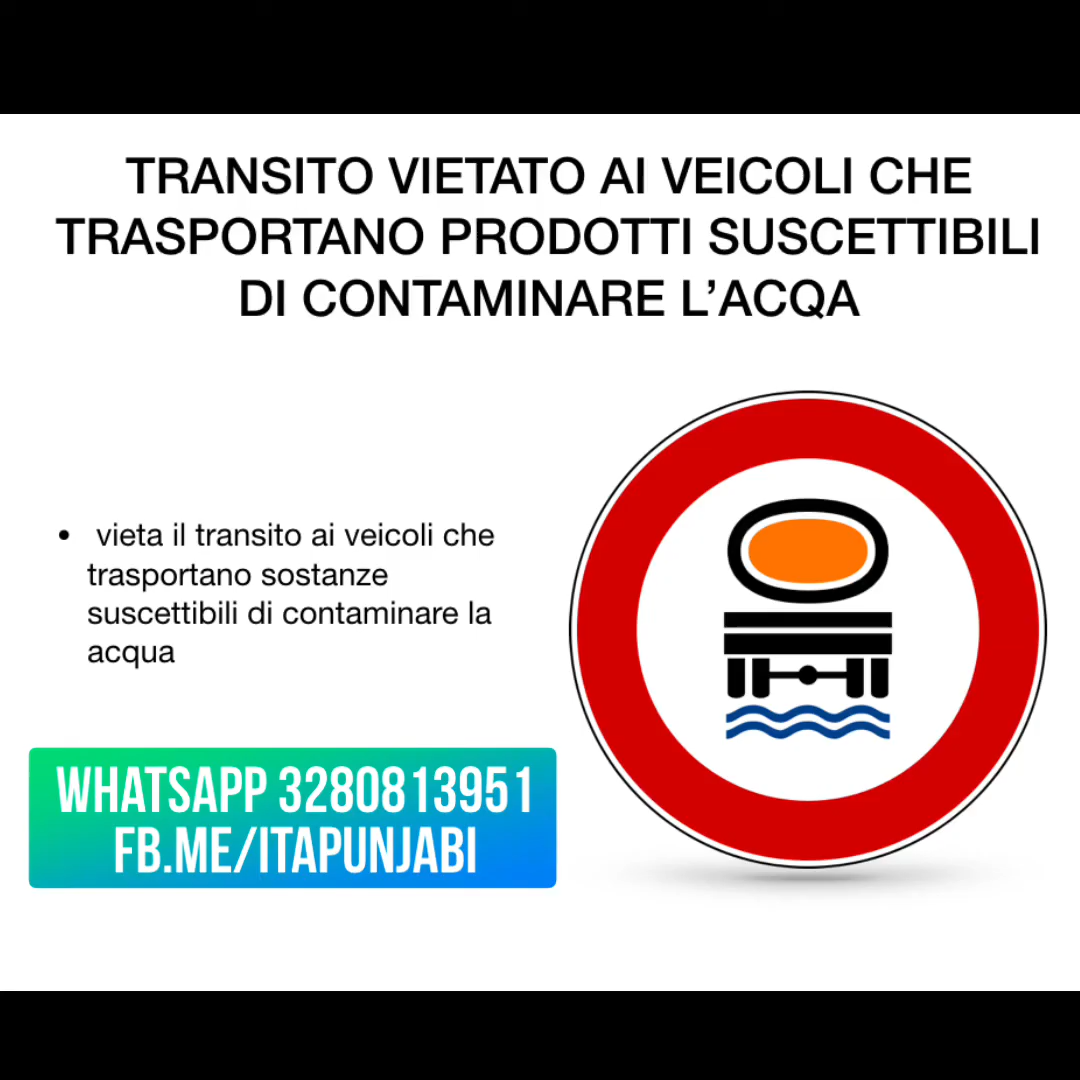 TRANSITO VIETATO AI VEICOLI CHE
TRASPORTANO PRODOTTI SUSCETTIBILI
DI CONTAMINARE L’ACQA
• vieta il transito ai veicoli che
trasportano sostanze
suscettibili di contaminare la
acqua
WHATSAPP 3280813951
FB.ME/ITAPUNJABI